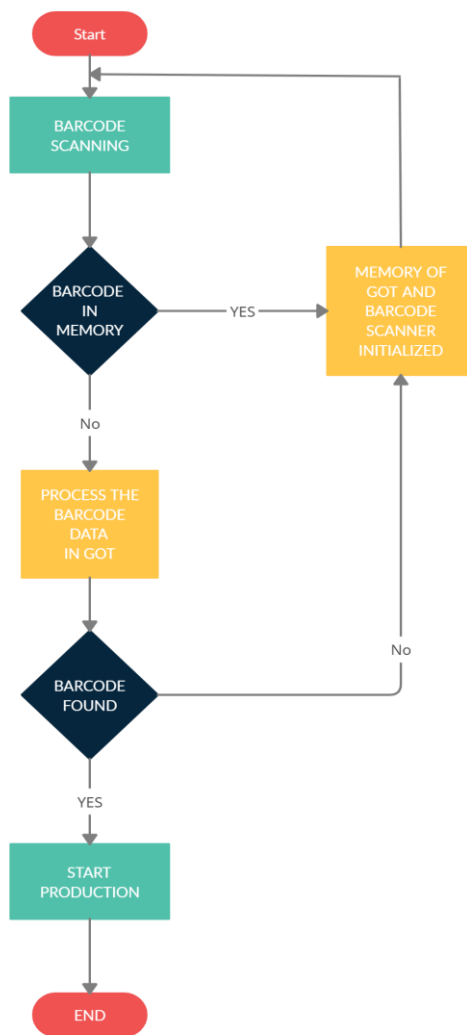 Start
BARCODE
SCANNING
BARCODE
IN
MEMORY
YES
MEMORY OF
GOT AND
BARCODE
SCANNER
INITIALIZED
No
PROCESS THE
BARCODE
DATA
IN GOT
BARCODE
FOUND
No
YES
START
PRODUCTION
END